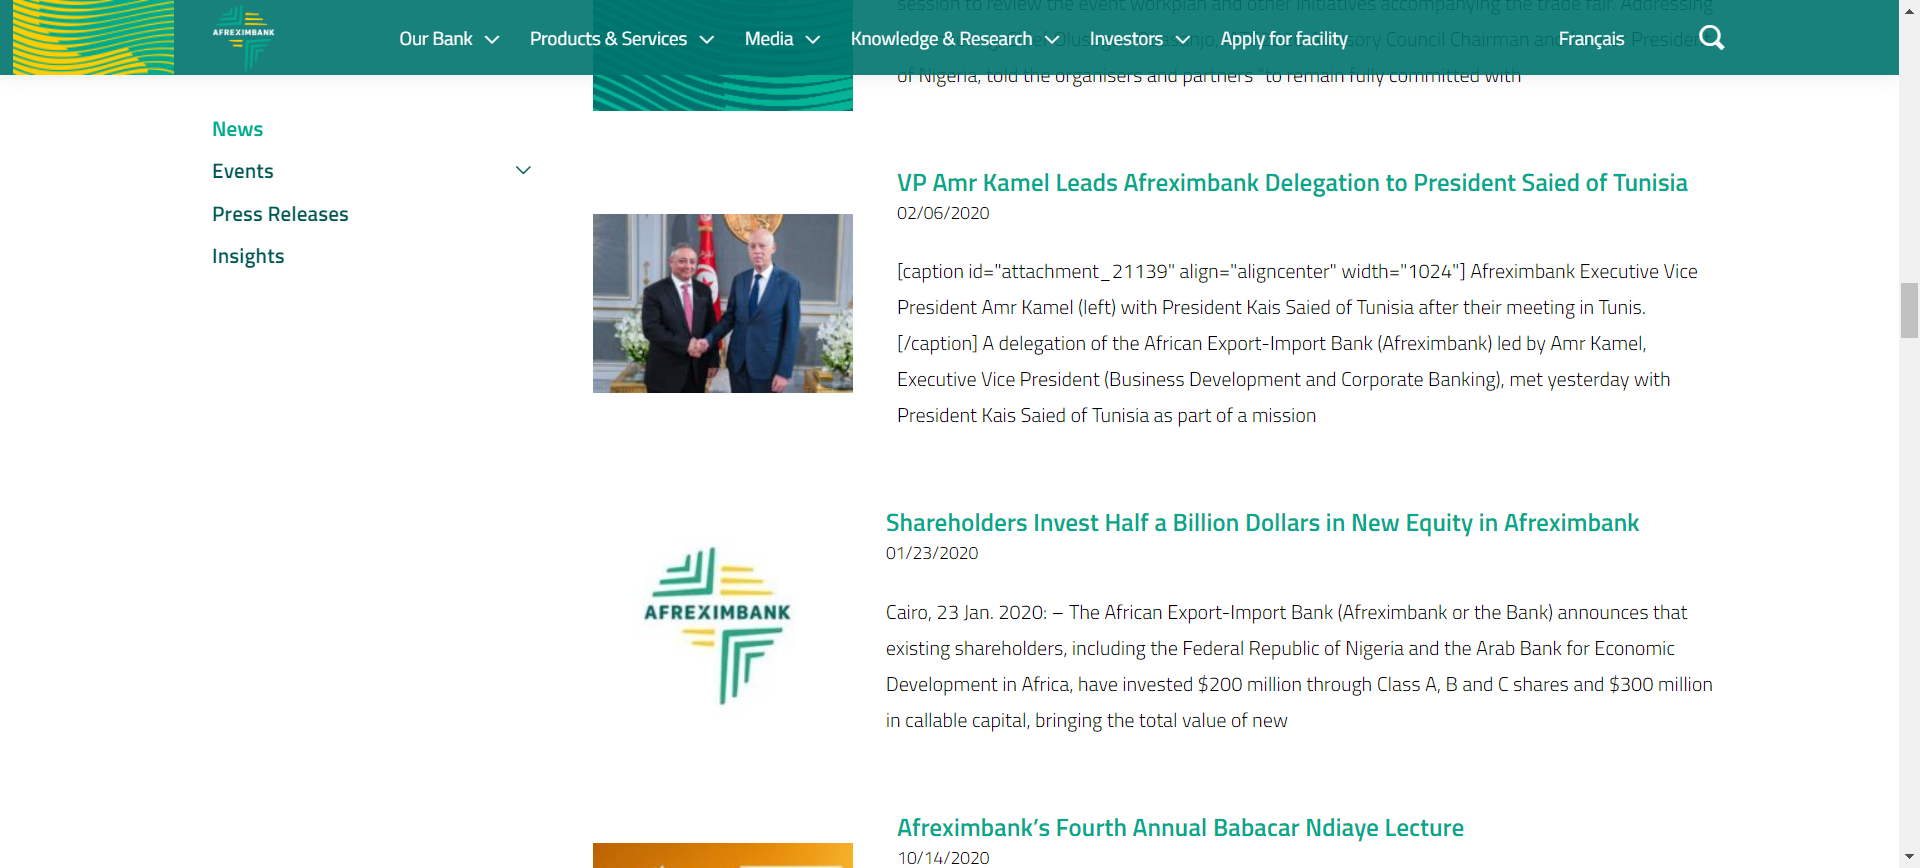 AFREXIMBANK
Our Bank
Products & Services
Media
Knowledge & Research
Investors
Apply for facility
Français
News
Events
Press Releases
Insights
session to review the event workplan and other initiatives accompanying the trade fair. Addressing
of Nigeria, told the organisers and partners "to remain fully committed with
VP Amr Kamel Leads Afreximbank Delegation to President Saied of Tunisia
02/06/2020
[caption id="attachment_21139" align="aligncenter" width="1024"] Afreximbank Executive Vice
President Amr Kamel (left) with President Kais Saied of Tunisia after their meeting in Tunis.
[/caption] A delegation of the African Export-Import Bank (Afreximbank) led by Amr Kamel,
Executive Vice President (Business Development and Corporate Banking), met yesterday with
President Kais Saied of Tunisia as part of a mission
Shareholders Invest Half a Billion Dollars in New Equity in Afreximbank
01/23/2020
AFREXIMBANK
Cairo, 23 Jan. 2020: – The African Export-Import Bank (Afreximbank or the Bank) announces that
existing shareholders, including the Federal Republic of Nigeria and the Arab Bank for Economic
Development in Africa, have invested $200 million through Class A, B and C shares and $300 million
in callable capital, bringing the total value of new
Afreximbank’s Fourth Annual Babacar Ndiaye Lecture
10/14/2020